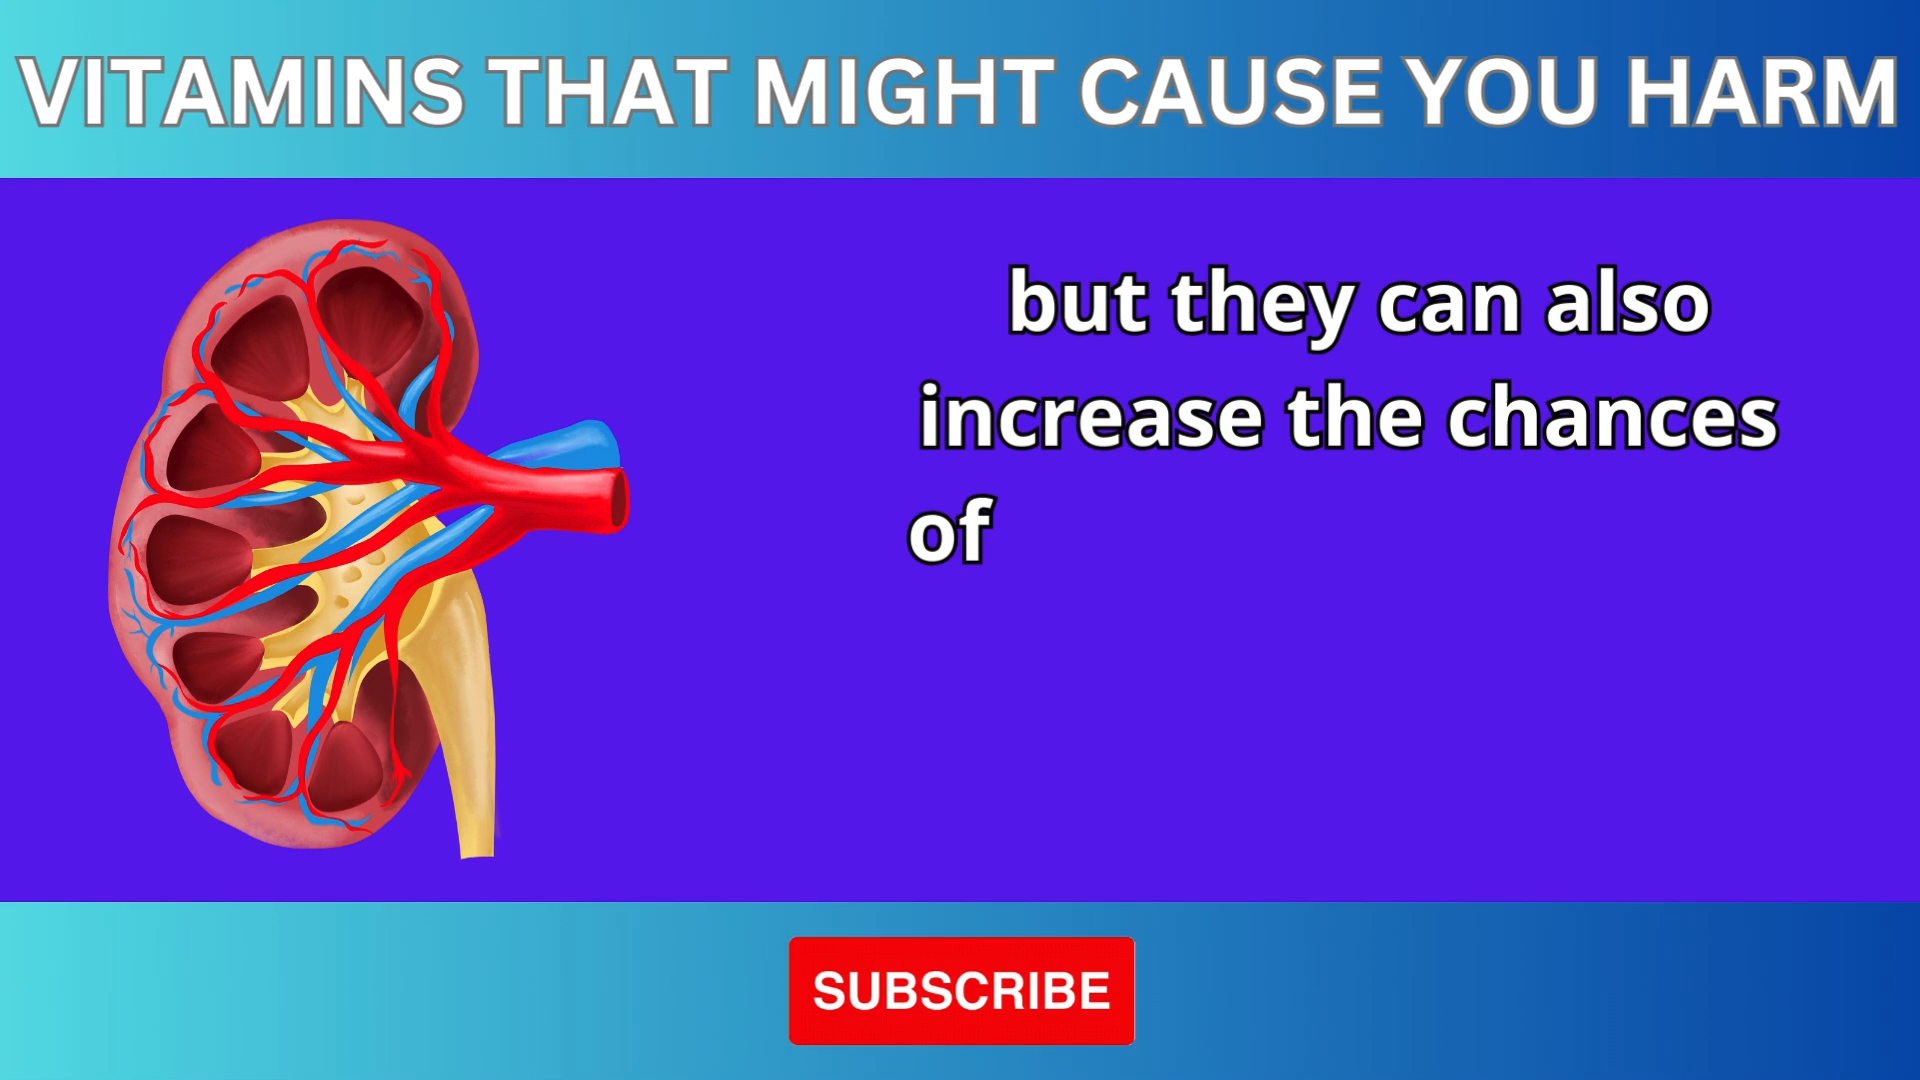 VITAMINS THAT MIGHT CAUSE YOU HARM
but they can also
increase the chances
of
SUBSCRIBE